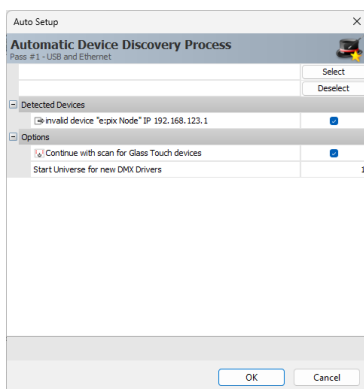 Auto Setup
Automatic Device Discovery Process
Pass #1 - USB and Ethernet
Select
Deselect
Detected Devices
invalid device "e:pix Node" IP 192.168.123.1
Options
Continue with scan for Glass Touch devices
Start Universe for new DMX Drivers 1
OK Cancel